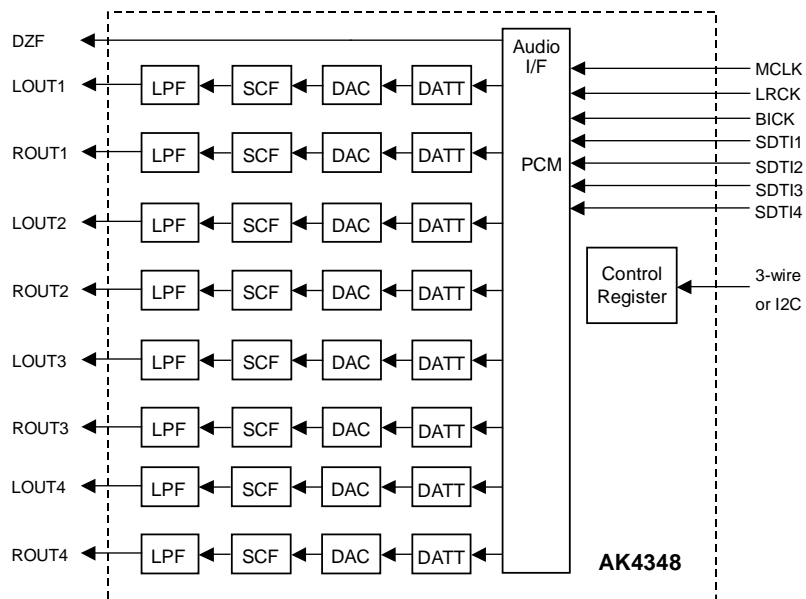 DZF
Audio
I/F
MCLK
LOUT1 LPF SCF DAC DATT
LRCK
BICK
SDTI1
ROUT1 LPF SCF DAC DATT PCM SDTI2
SDTI3
SDTI4
LOUT2 LPF SCF DAC DATT
Control
Register
3-wire
or I2C
ROUT2 LPF SCF DAC DATT
LOUT3 LPF SCF DAC DATT
ROUT3 LPF SCF DAC DATT
LOUT4 LPF SCF DAC DATT
ROUT4 LPF SCF DAC DATT
AK4348